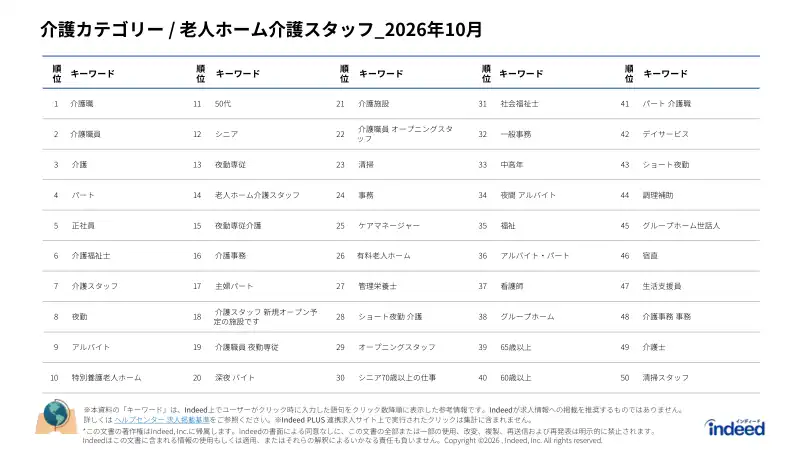 介護カテゴリー / 老人ホーム介護スタッフ_2026年10月
順位 キーワード 順位 キーワード 順位 キーワード 順位 キーワード 順位 キーワード
1 介護職 11 50代 21 介護施設 31 社会福祉士 41 パート 介護職
2 介護職員 12 シニア 22 介護職員 オープニングスタッフ 32 一般事務 42 デイサービス
3 介護 13 夜勤専従 23 清掃 33 中高年 43 ショート夜勤
4 パート 14 老人ホーム介護スタッフ 24 事務 34 夜間 アルバイト 44 調理補助
5 正社員 15 夜勤専従介護 25 ケアマネージャー 35 福祉 45 グループホーム世話人
6 介護福祉士 16 介護事務 26 有料老人ホーム 36 アルバイト・パート 46 宿直
7 介護スタッフ 17 主婦パート 27 管理栄養士 37 看護師 47 生活支援員
8 夜勤 18 介護スタッフ 新規オープン予定の施設です 28 ショート夜勤 介護 38 グループホーム 48 介護事務 事務
9 アルバイト 19 介護職員 夜勤専従 29 オープニングスタッフ 39 65歳以上 49 介護士
10 特別養護老人ホーム 20 深夜 バイト 30 シニア70歳以上の仕事 40 60歳以上 50 清掃スタッフ
※本資料の「キーワード」は、Indeed上でユーザーがクリック時に入力した語句をクリック数降順に表示した参考情報です。Indeedが求人情報への掲載を推奨するものではありません。
詳しくは ヘルプセンター 求人掲載基準をご参照ください。※Indeed PLUS 連携求人サイト上で実行されたクリックは集計に含まれません。
*この文書の著作権はIndeed, Inc.に帰属します。Indeedの書面による同意なしに、この文書の全部または一部の使用、改変、複製、再送信および再発表は明示的に禁止されます。
Indeedはこの文書に含まれる情報の使用もしくは適用、またはそれらの解釈によるいかなる責任も負いません。Copyright ©2026 , Indeed, Inc. All rights reserved.
インディード
indeed